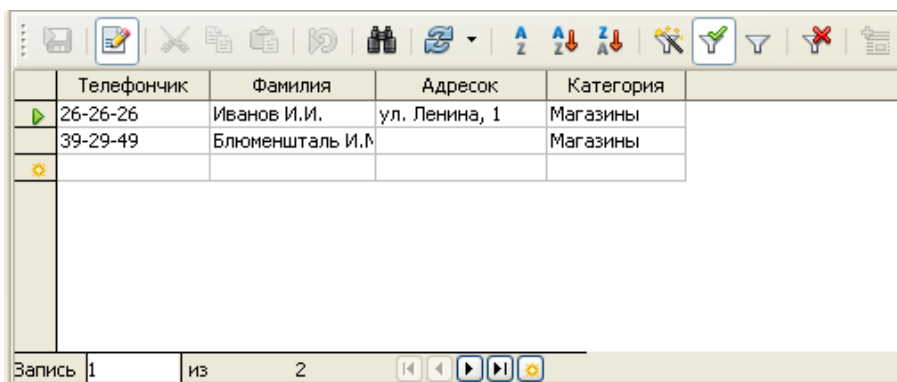 A Z A Z Z A
Телефончик Фамилия Адресок Категория
26-26-26 Иванов И.И. ул. Ленина, 1 Магазины
39-29-49 Блюменшталь И. Магазины
Запись 1 из 2